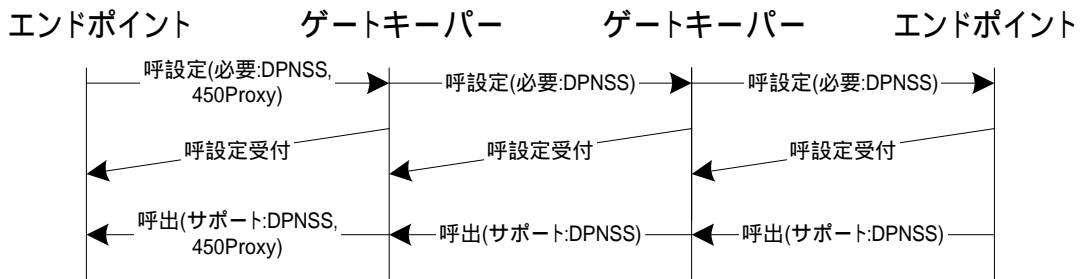 エンドポイント
ゲートキーパー
ゲートキーパー
エンドポイント
呼設定(必要:DPNSS,
450Proxy)
呼設定(必要:DPNSS)
呼設定(必要:DPNSS)
呼設定受付
呼設定受付
呼設定受付
呼出(サポート:DPNSS,
450Proxy)
呼出(サポート:DPNSS)
呼出(サポート:DPNSS)